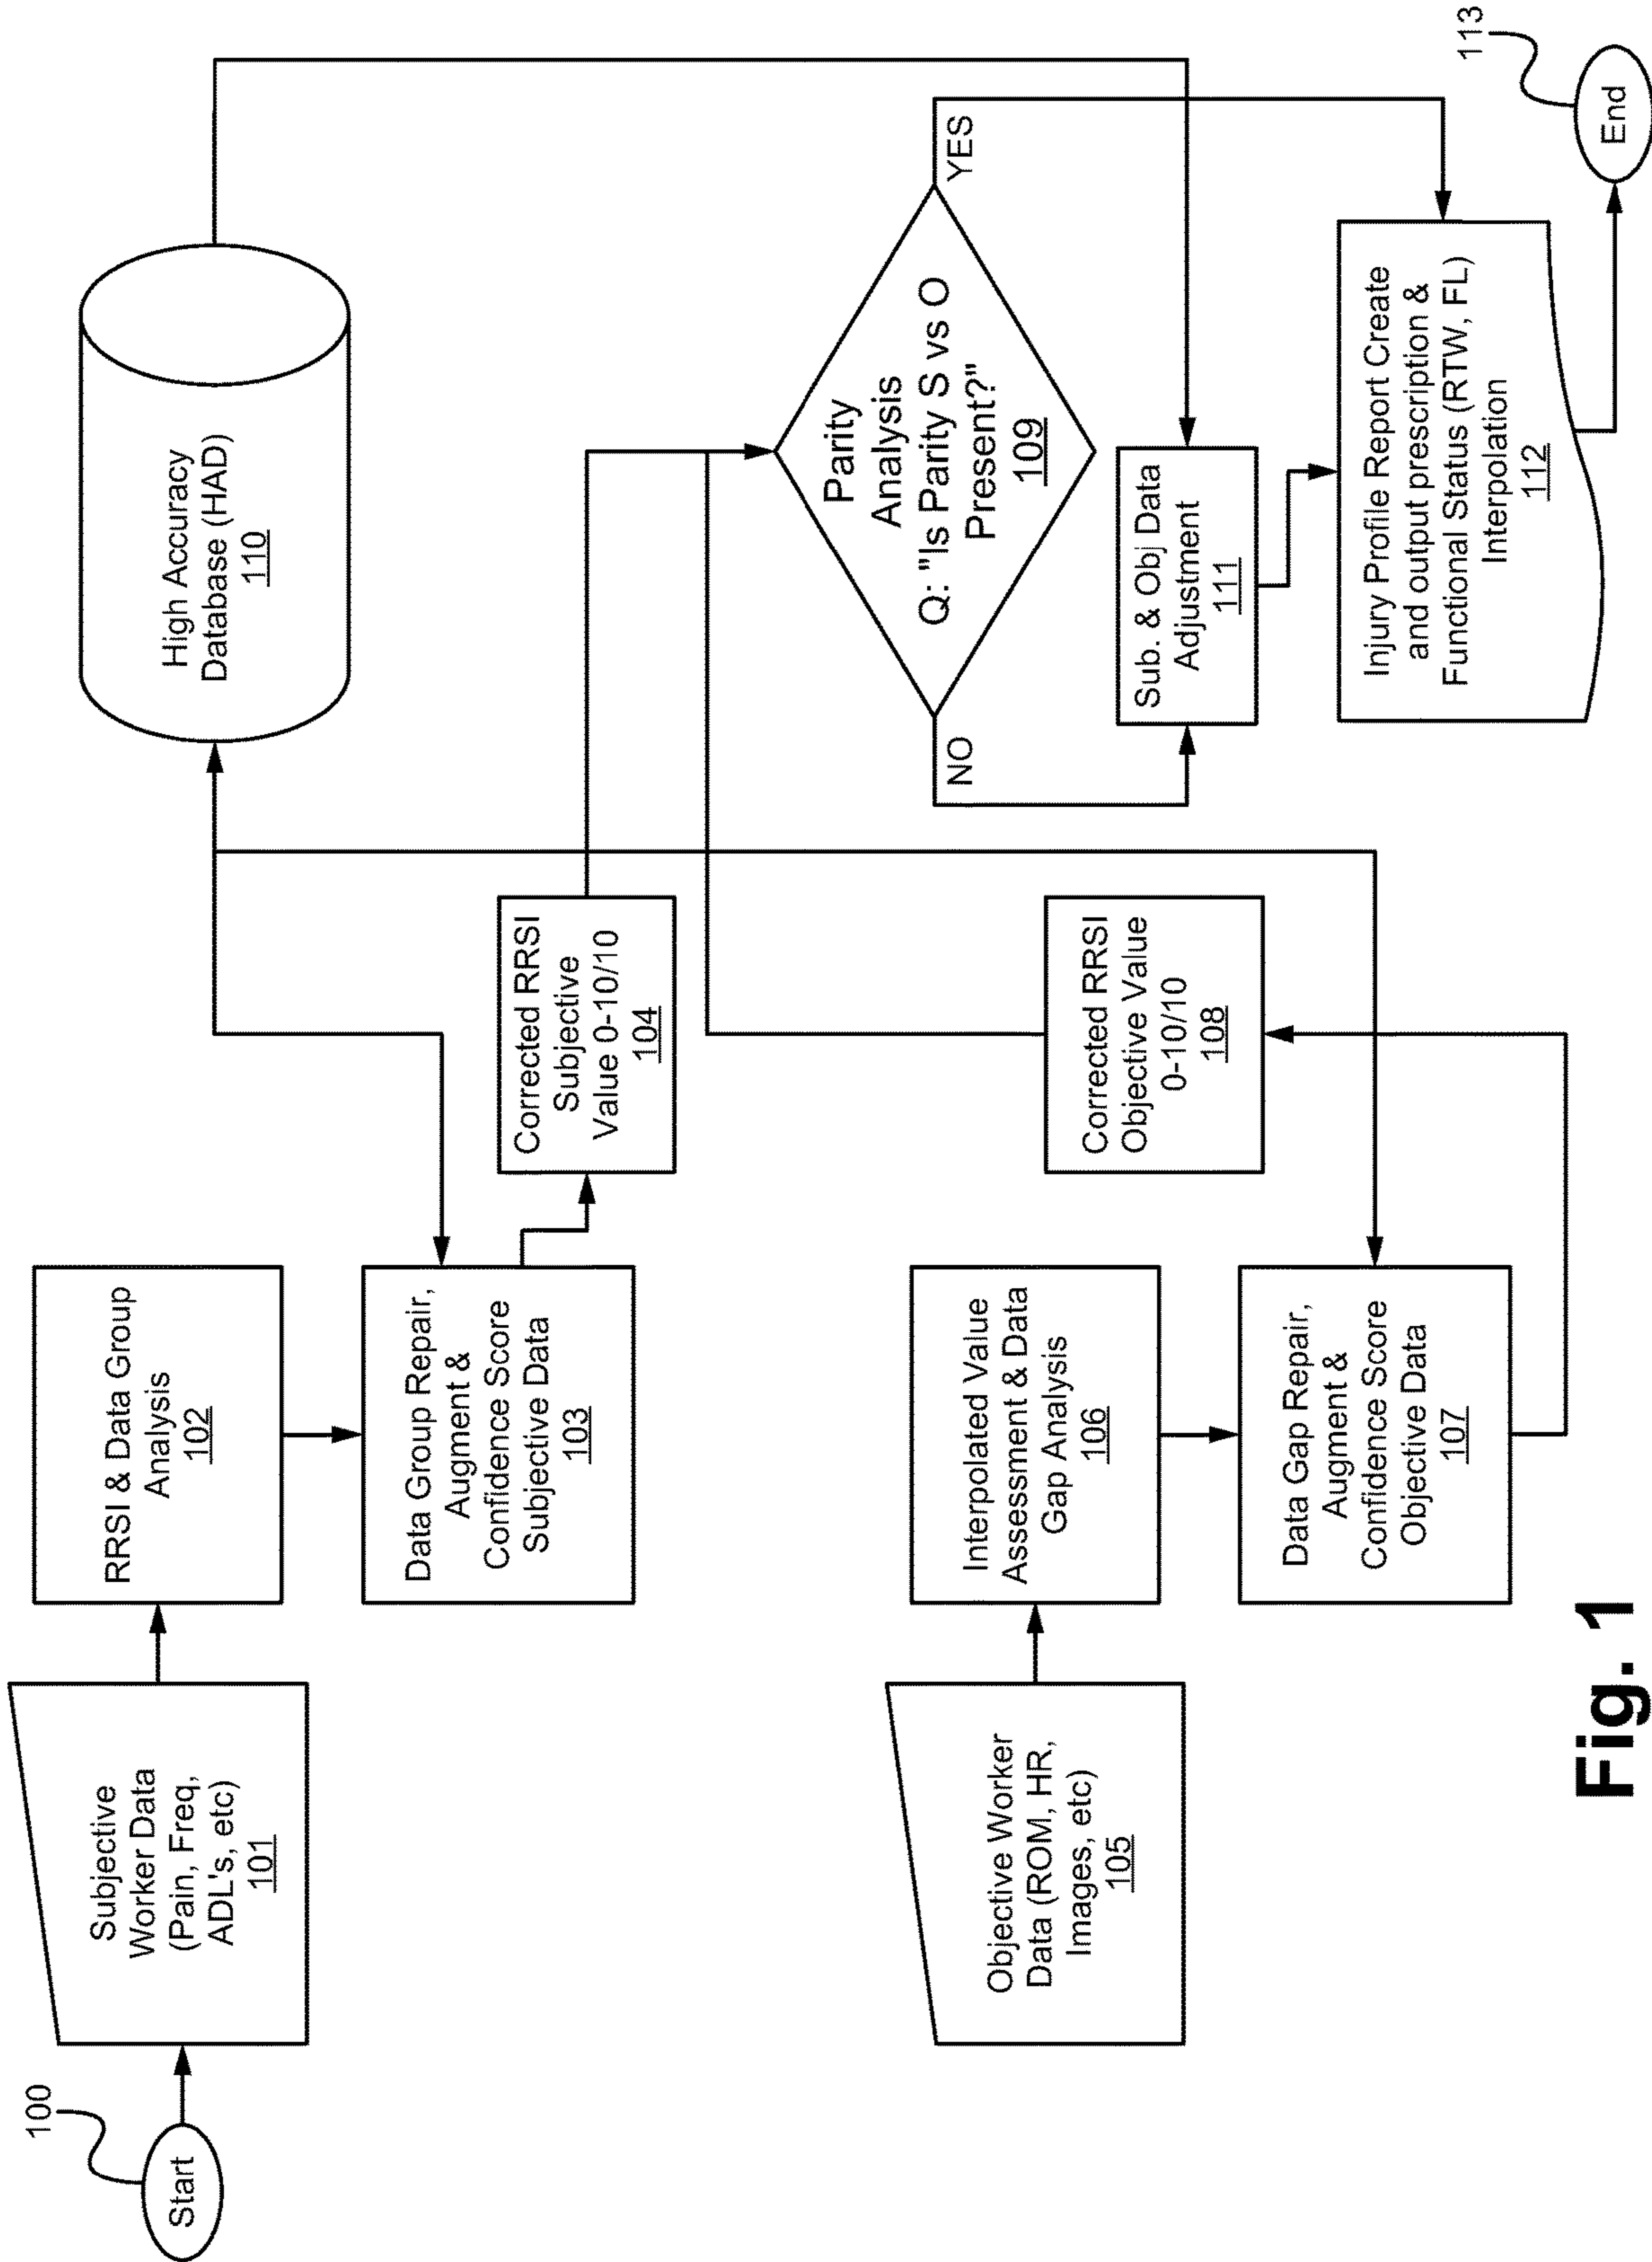 100
Start
Subjective
Worker Data
(Pain, Freq,
ADL's, etc)
101
RRSI & Data Group
Analysis
102
Data Group Repair,
Augment &
Confidence Score
Subjective Data
103
Corrected RRSI
Subjective
Value 0-10/10
104
High Accuracy
Database (HAD)
110
Objective Worker
Data (ROM, HR,
Images, etc)
105
Interpolated Value
Assessment & Data
Gap Analysis
106
Data Gap Repair,
Augment &
Confidence Score
Objective Data
107
Corrected RRSI
Objective Value
0-10/10
108
Parity
Analysis
Q: "Is Parity S vs O
Present?"
109
NO
YES
Sub. & Obj Data
Adjustment
111
Injury Profile Report Create
and output prescription &
Functional Status (RTW, FL)
Interpolation
112
113
End
Fig. 1